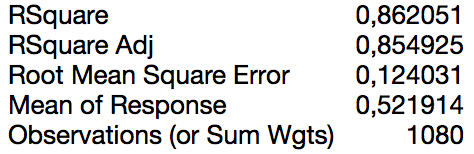 RSquare 0,862051
RSquare Adj 0,854925
Root Mean Square Error 0,124031
Mean of Response 0,521914
Observations (or Sum Wgts) 1080